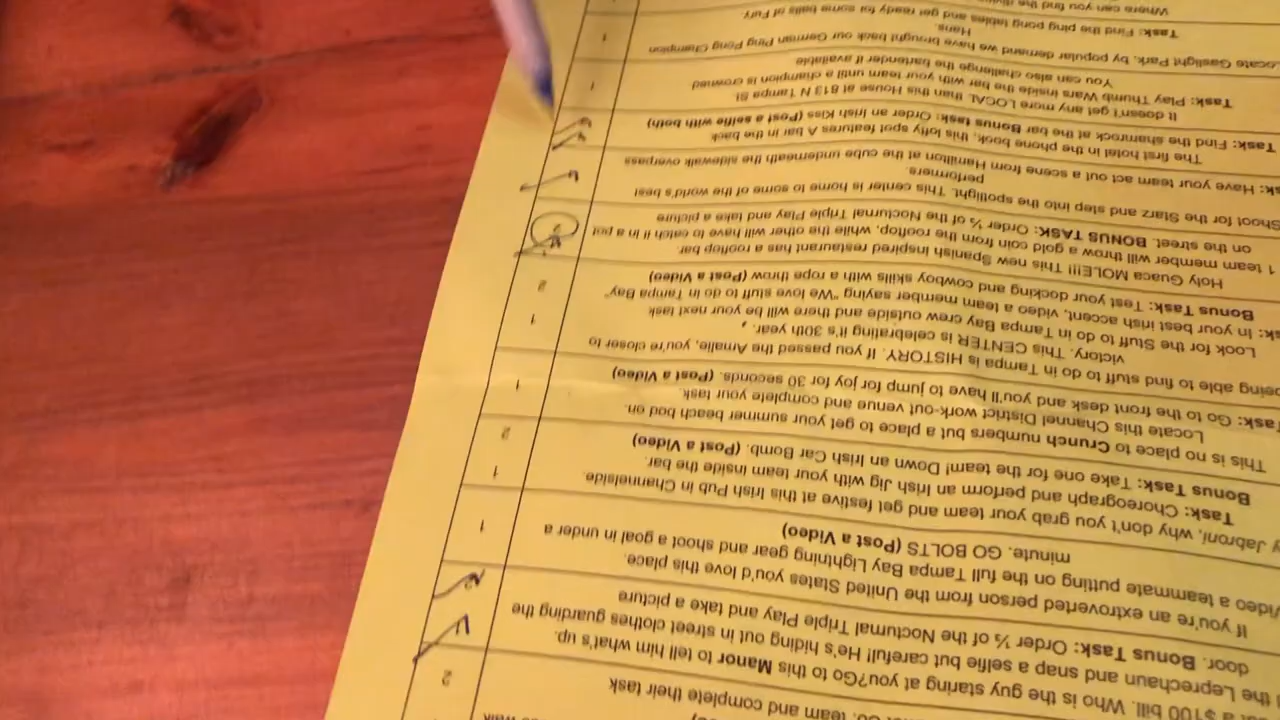 team and complete their task
2
$100 bill. Who is the guy staring at you?Go to this Manor to tell him what's up.
the Leprechaun and snap a selfie but careful! He's hiding out in street clothes guarding the
1
door. Bonus Task: Order ½ of the Nocturnal Triple Play and take a picture
2
If you're an extroverted person from the United States you'd love this place.
a teammate putting on the full Tampa Bay Lightning gear and shoot a goal in under a
1
minute. GO BOLTS (Post a Video)
Jabroni, why don't you grab your team and get festive at this Irish Pub in Channelside
Task: Choreograph and perform an Irish Jig with your team inside the bar.
1
Bonus Task: Take one for the team! Down an Irish Car Bomb. (Post a Video)
2
This is no place to Crunch numbers but a place to get your summer beach bod on.
Locate this Channel District work-out venue and complete your task.
Go to the front desk and you'll have to jump for joy for 30 seconds. (Post a Video)
1
being able to find stuff to do in Tampa is HISTORY. If you passed the Amalie, you're closer to
victory. This CENTER is celebrating it's 30th year.
Look for the Stuff to do in Tampa Bay crew outside and there will be your next task
In your best irish accent, video a team member saying "We love stuff to do in Tampa Bay"
1
Bonus Task: Test your docking and cowboy skills with a rope throw (Post a Video)
2
Holy Guaca MOLE!!! This new Spanish inspired restaurant has a rooftop bar
1 team member will throw a gold coin from the rooftop, while the other will have to catch it in a pot
on the street. BONUS TASK: Order ½ of the Nocturnal Triple Play and take a picture
Shoot for the Starz and step into the spotlight. This center is home to some of the world's best
performers.
Have your team act out a scene from Hamilton at the cube underneath the sidewalk overpass
The first hotel in the phone book, this lofty spot features A bar in the back
Task: Find the shamrock at the bar Bonus task: Order an Irish Kiss (Post a selfie with both)
It doesn't get any more LOCAL than this House at 813 N Tampa St
Task: Play Thumb Wars inside the bar with your team until a champion is crowned
1
You can also challenge the bartender if available
Locate Gaslight Park, by popular demand we have brought back our German Ping Pong Champion
Hans.
1
Task: Find the ping pong tables and get ready for some balls of Fury
Where can you find the